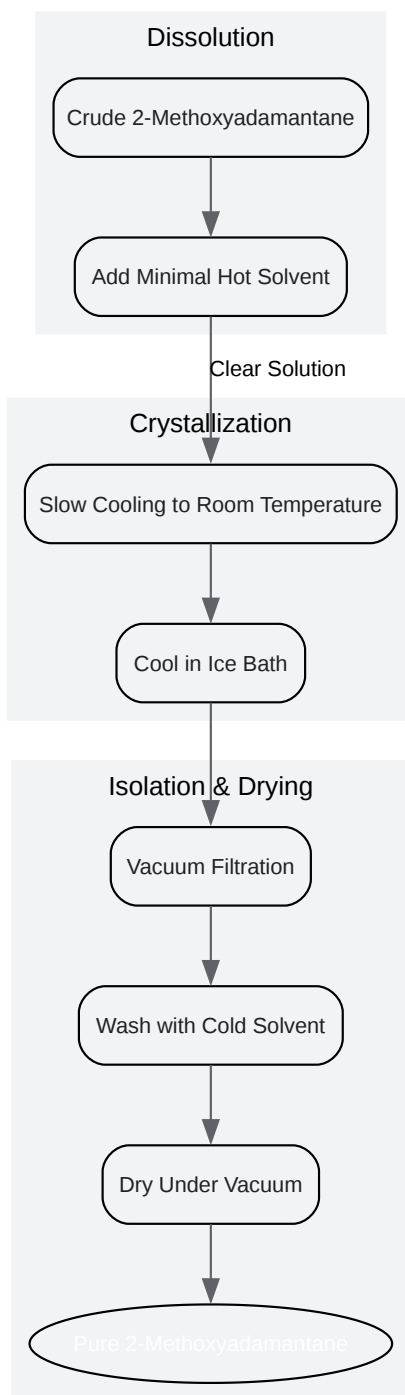 Dissolution
Crude 2-Methoxyadamantane
Add Minimal Hot Solvent
Clear Solution
Crystallization
Slow Cooling to Room Temperature
Cool in Ice Bath
Isolation & Drying
Vacuum Filtration
Wash with Cold Solvent
Dry Under Vacuum
Pure 2-Methoxyadamantane